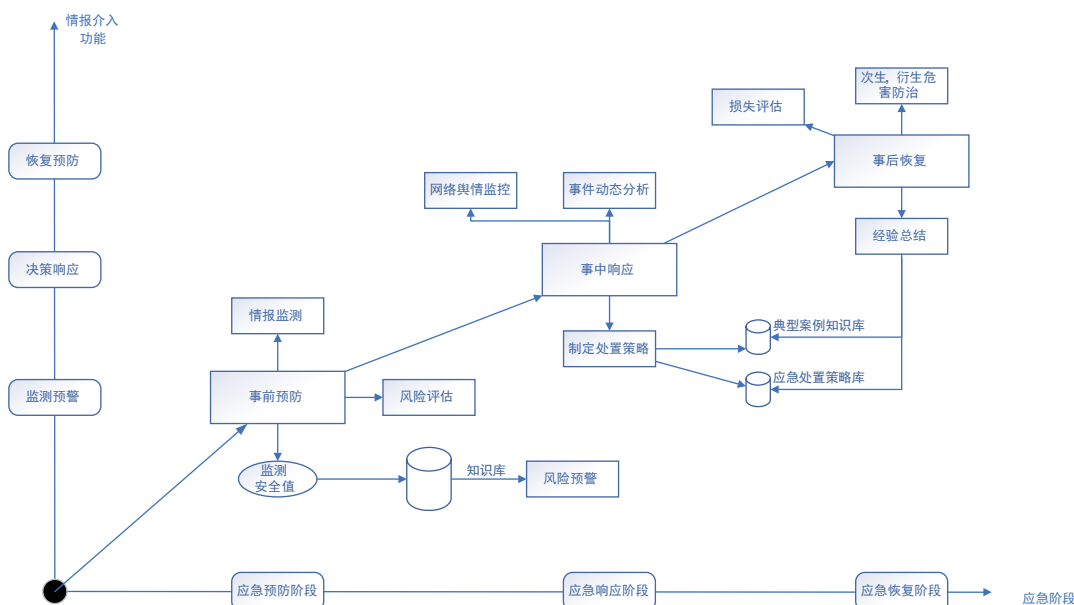 情报介入
功能
次生，衍生危
害防治
损失评估
恢复预防
事后恢复
网络舆情监控
事件动态分析
经验总结
决策响应
事中响应
情报监测
典型案例知识库
制定处置策略
应急处置策略库
监测预警
事前预防
风险评估
监测
安全值
知识库
风险预警
应急预防阶段
应急响应阶段
应急恢复阶段
应急阶段